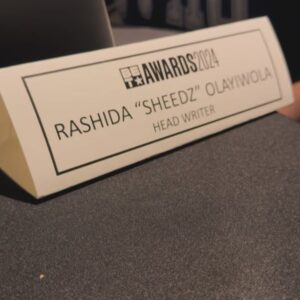 AWARDS2024
RASHIDA “SHEEDZ” OLAYIWOLA
HEAD WRITER